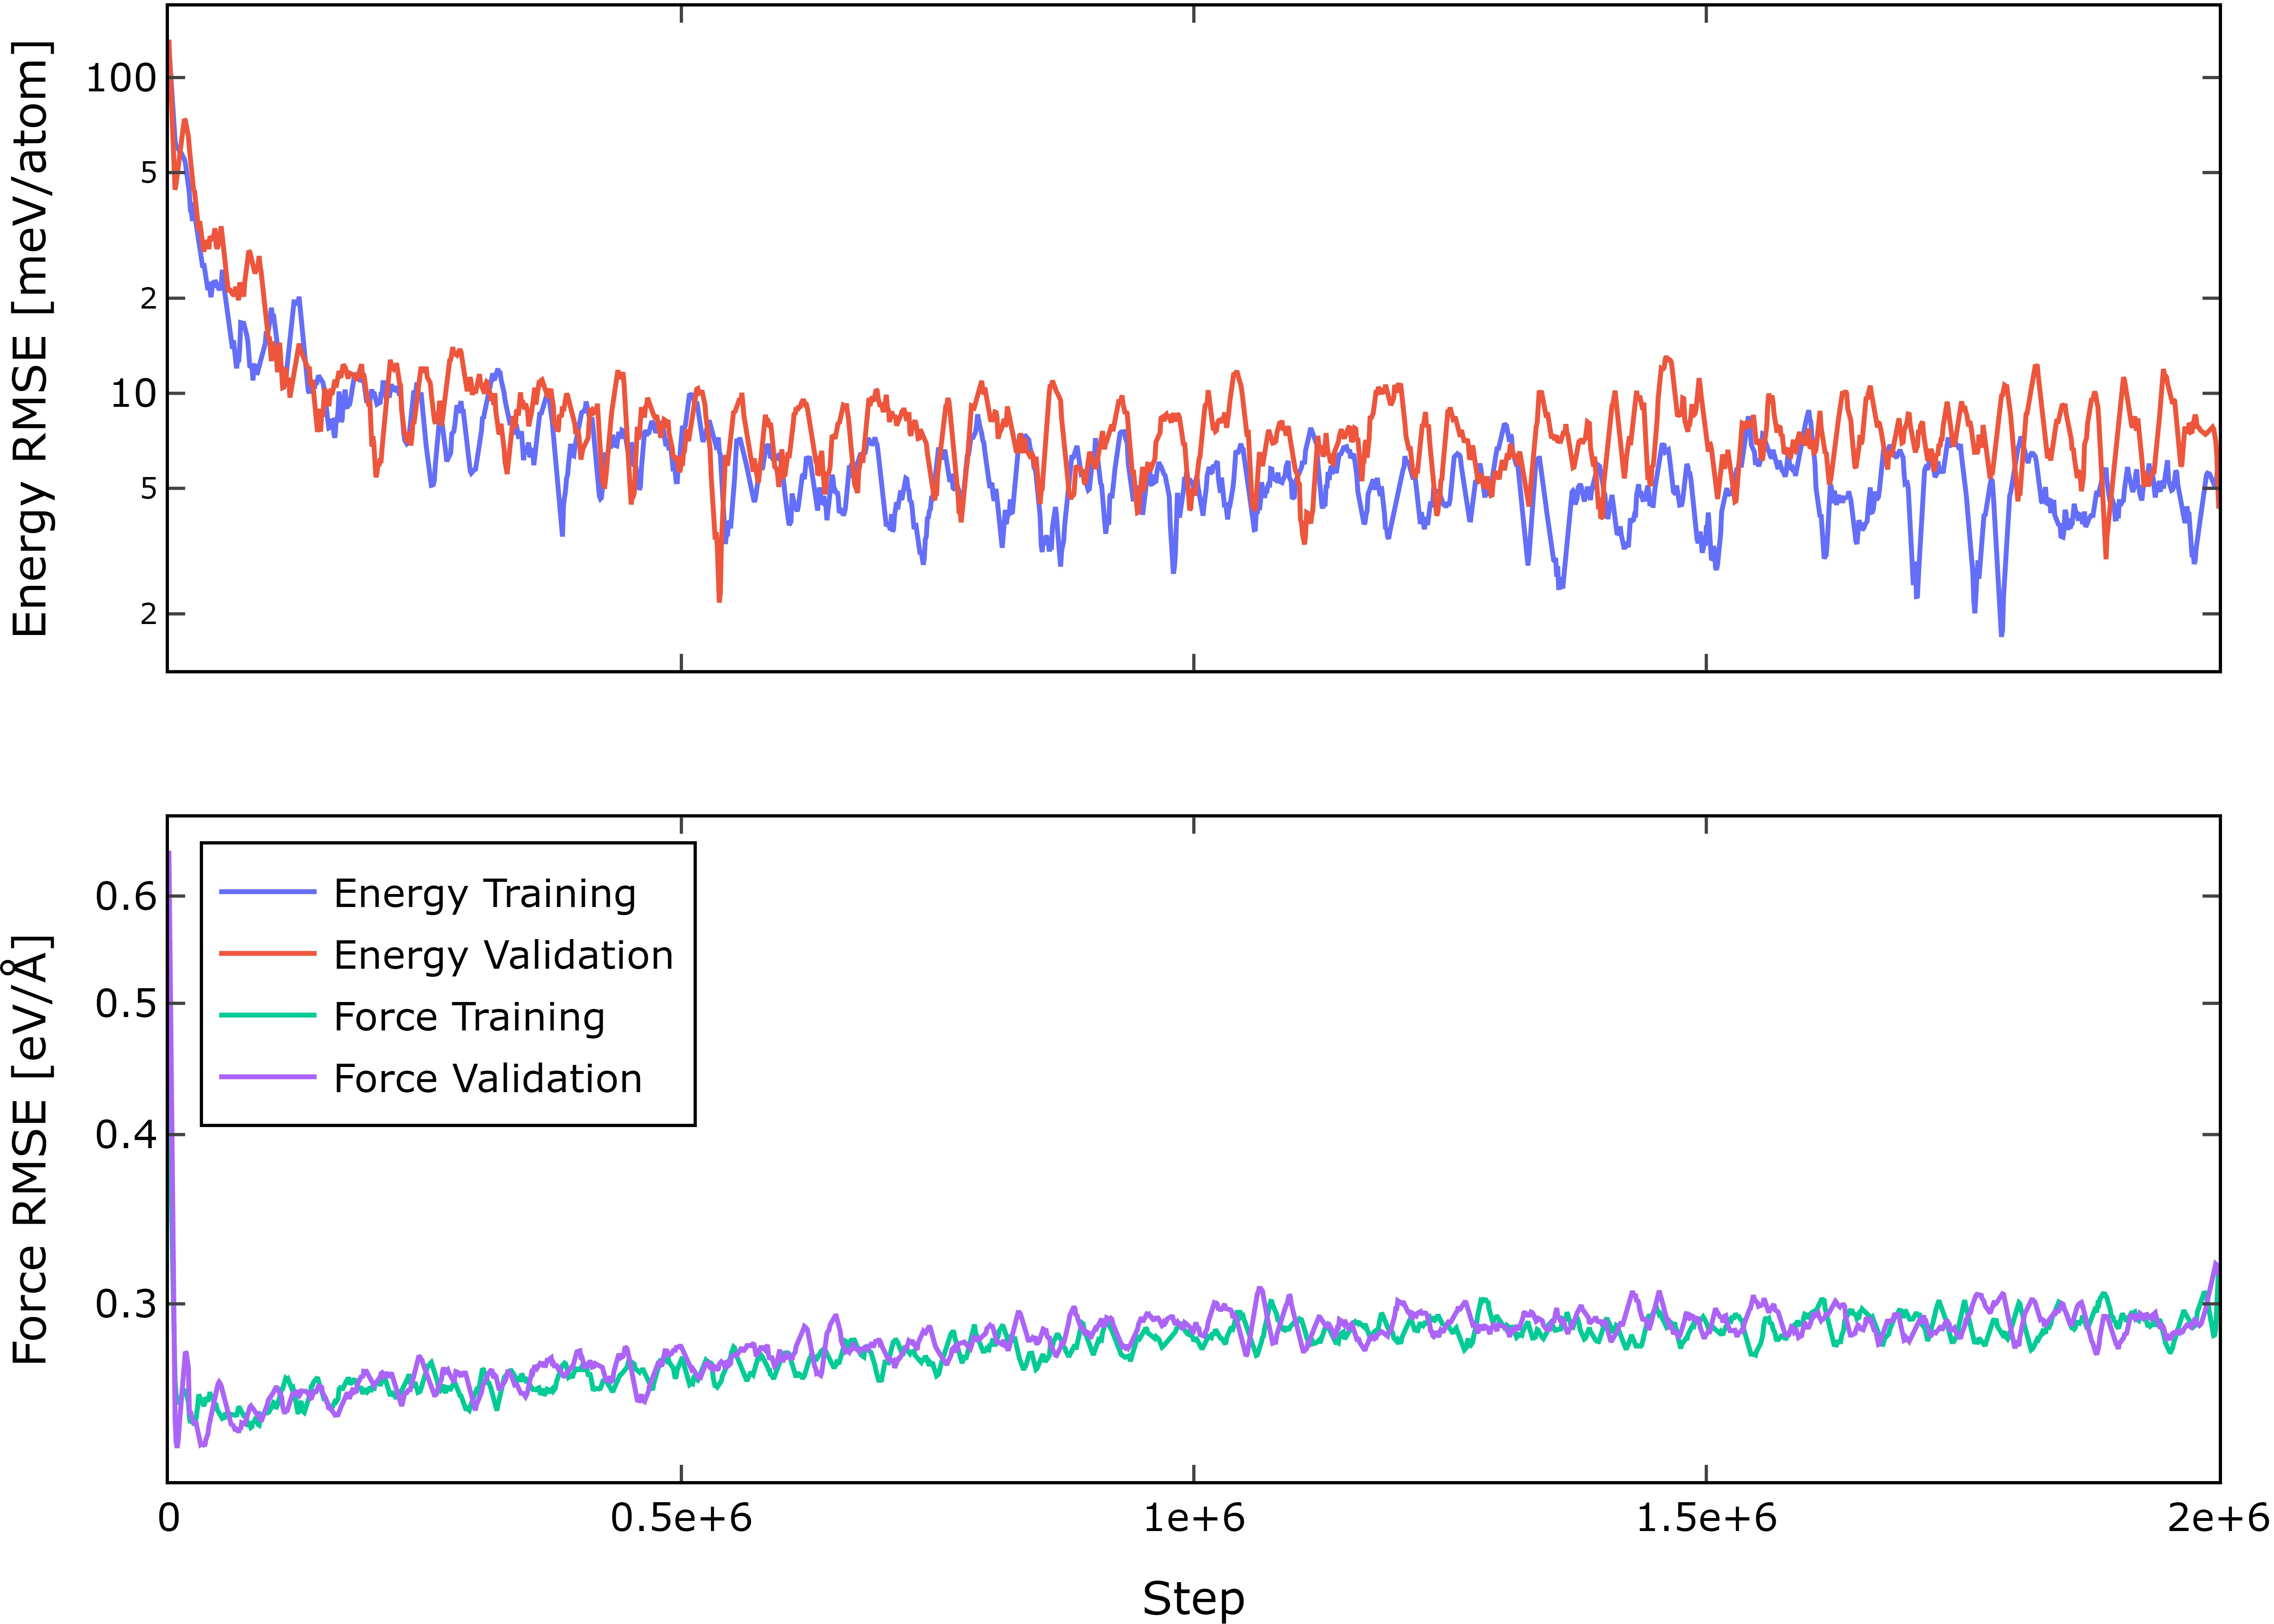 Energy RMSE [meV/atom]
100
5
2
10
5
2
Force RMSE [eV/Å]
0.6
0.5
0.4
0.3
Energy Training
Energy Validation
Force Training
Force Validation
0 0.5e+6 1e+6 1.5e+6 2e+6
Step